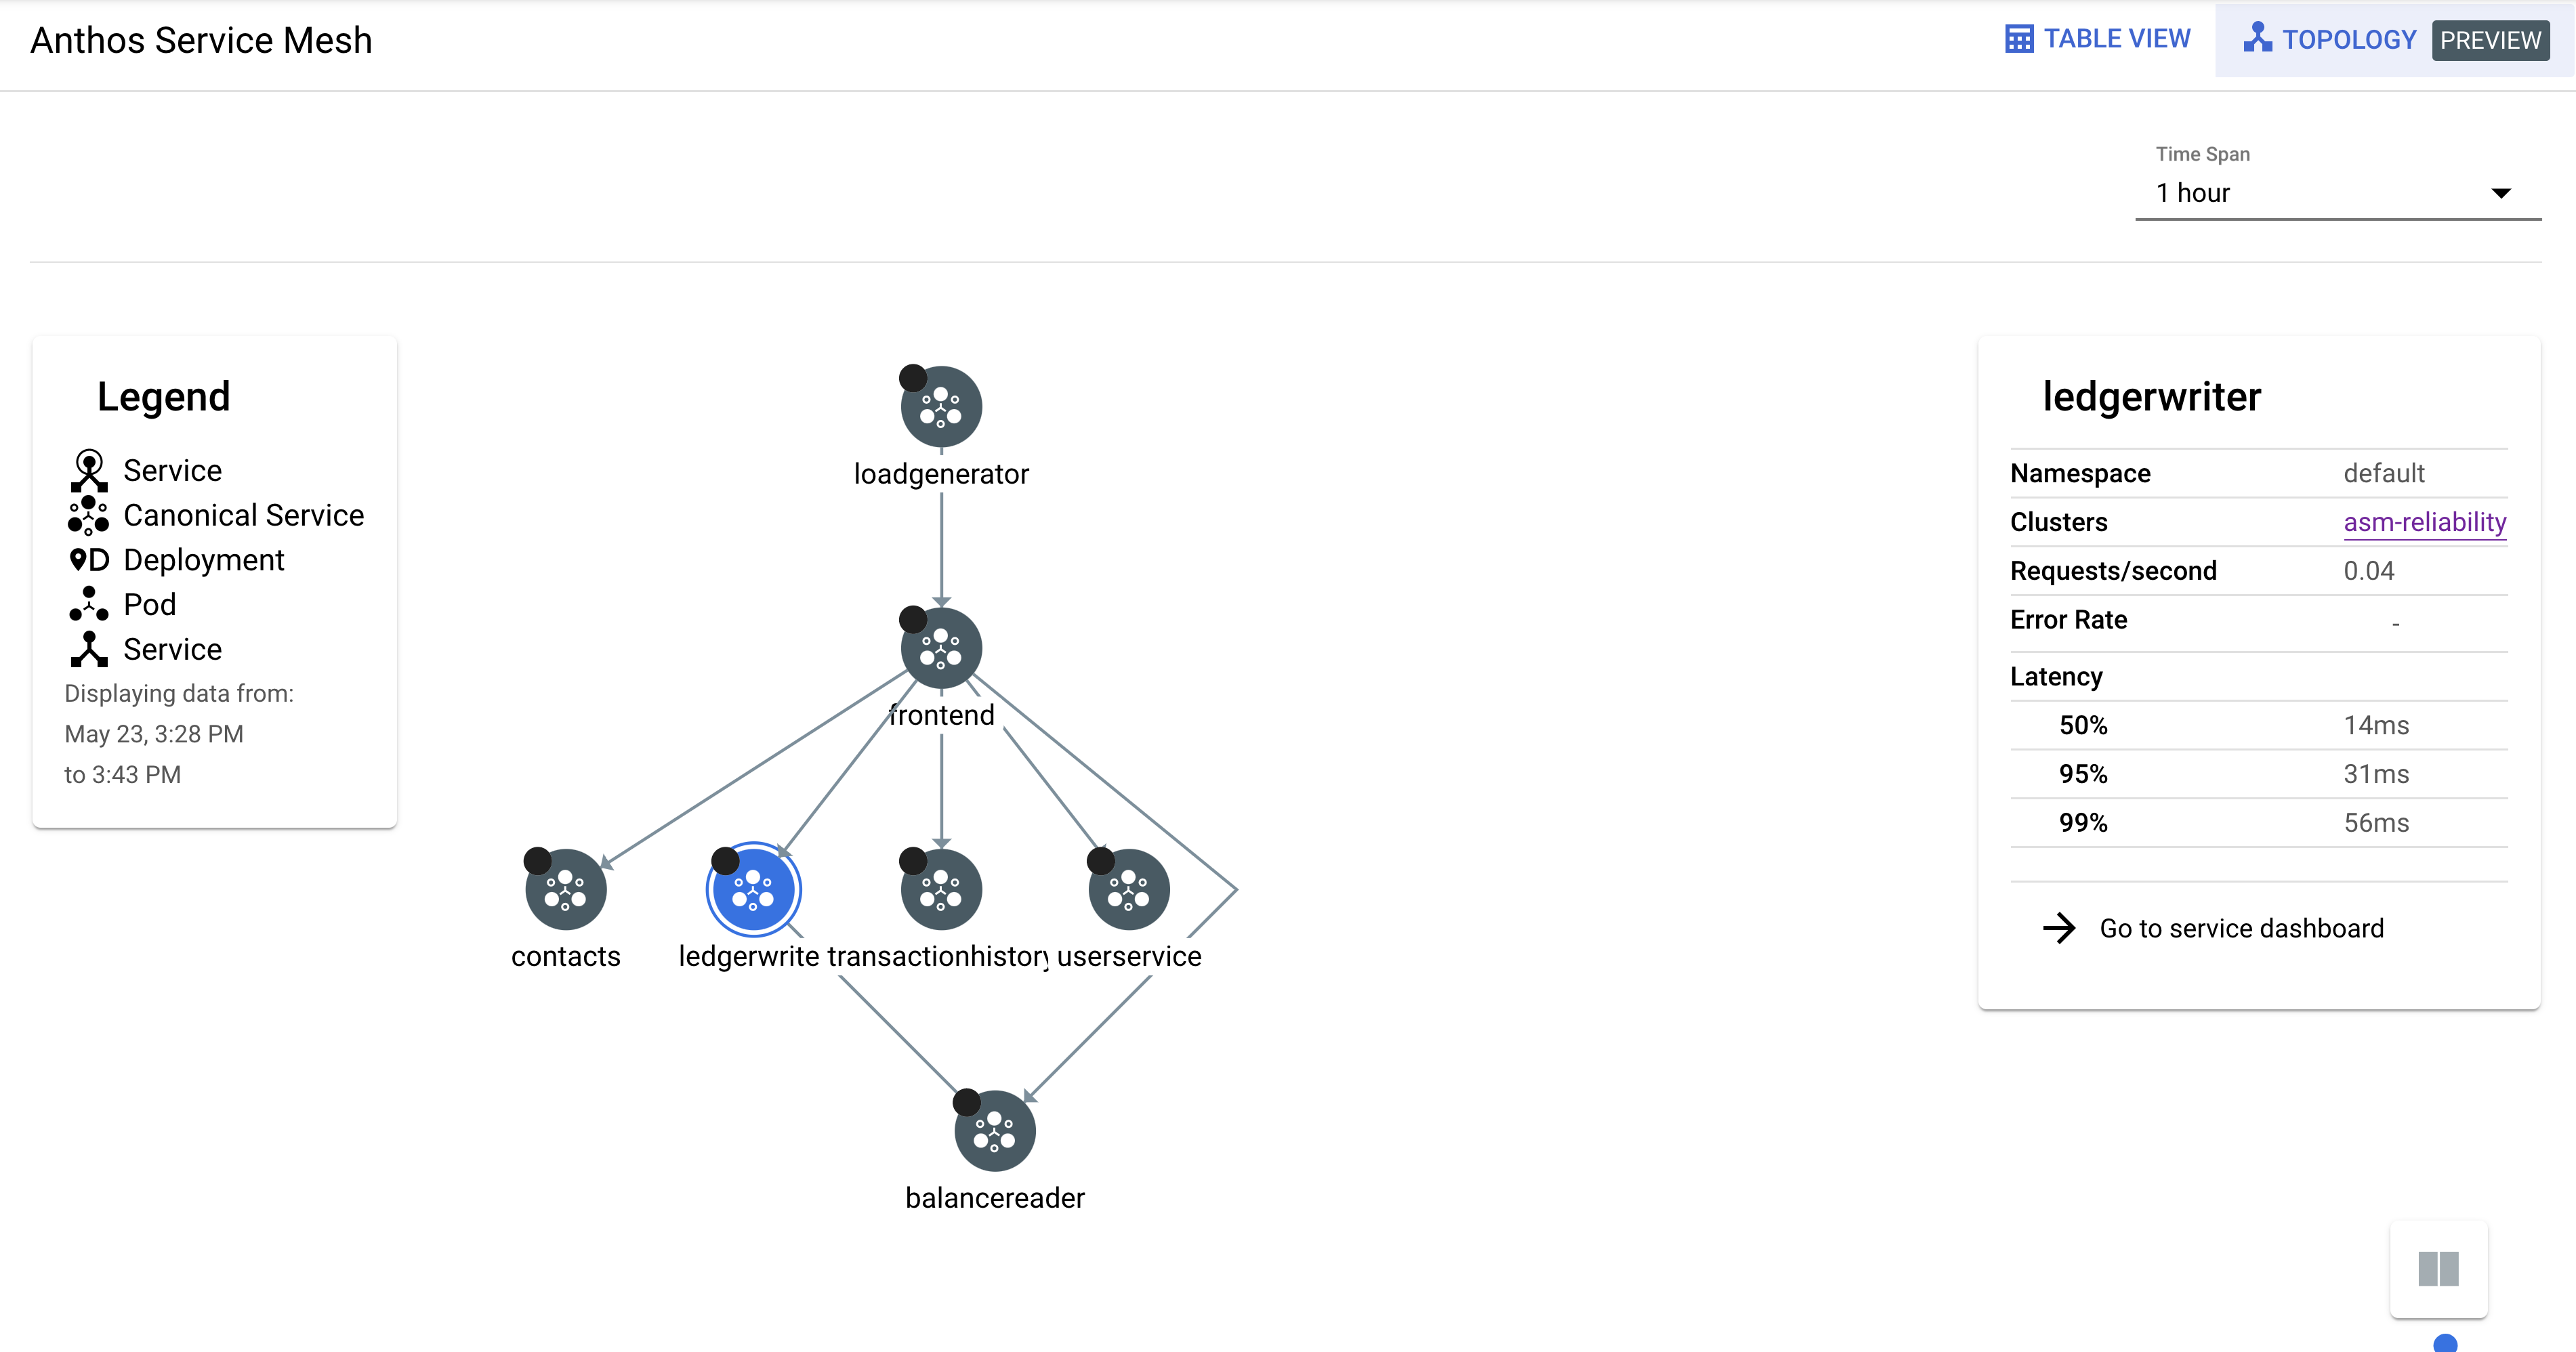 Anthos Service Mesh
TABLE VIEW
TOPOLOGY PREVIEW
Time Span
1 hour
Legend
Service
Canonical Service
D Deployment
Pod
Service
Displaying data from:
May 23, 3:28 PM
to 3:43 PM
loadgenerator
frontend
contacts
ledgerwrite
transactionhistory
userservice
balancereader
ledgerwriter
Namespace default
Clusters asm-reliability
Requests/second 0.04
Error Rate -
Latency
50% 14ms
95% 31ms
99% 56ms
Go to service dashboard